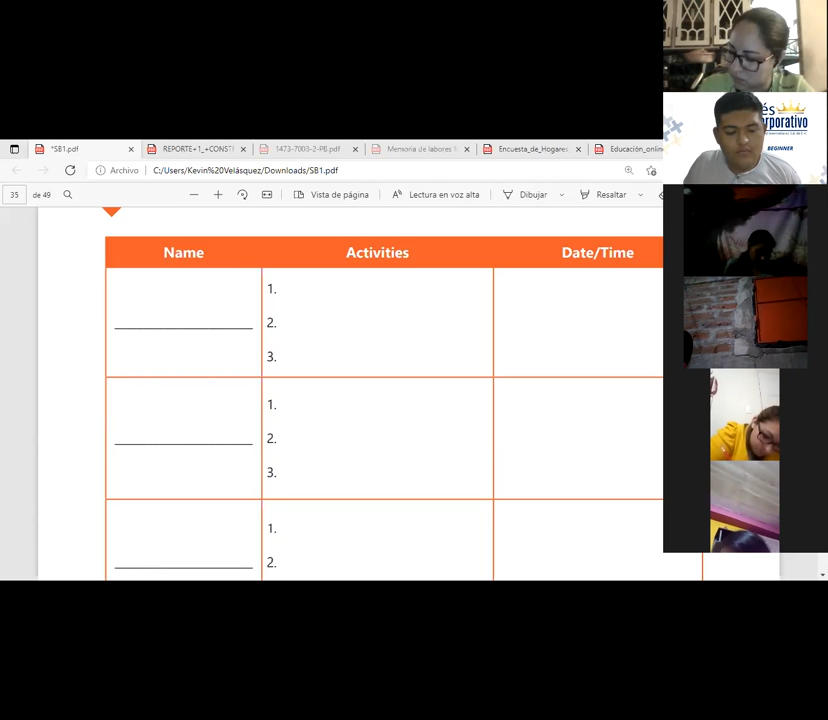 *SB1.pdf
REPORTE+1_+CONST
1473-7003-2-PB.pdf
Memoria de labores
Encuesta_de_Hogares
Educación_onlin
Archivo
C:/Users/Kevin%20Velásquez/Downloads/SB1.pdf
35 de 49
Vista de página
Lectura en voz alta
Dibujar
Resaltar
Name Activities Date/Time
1.
2.
3.
1.
2.
3.
1.
2.
és
orporativo
BEGINNER